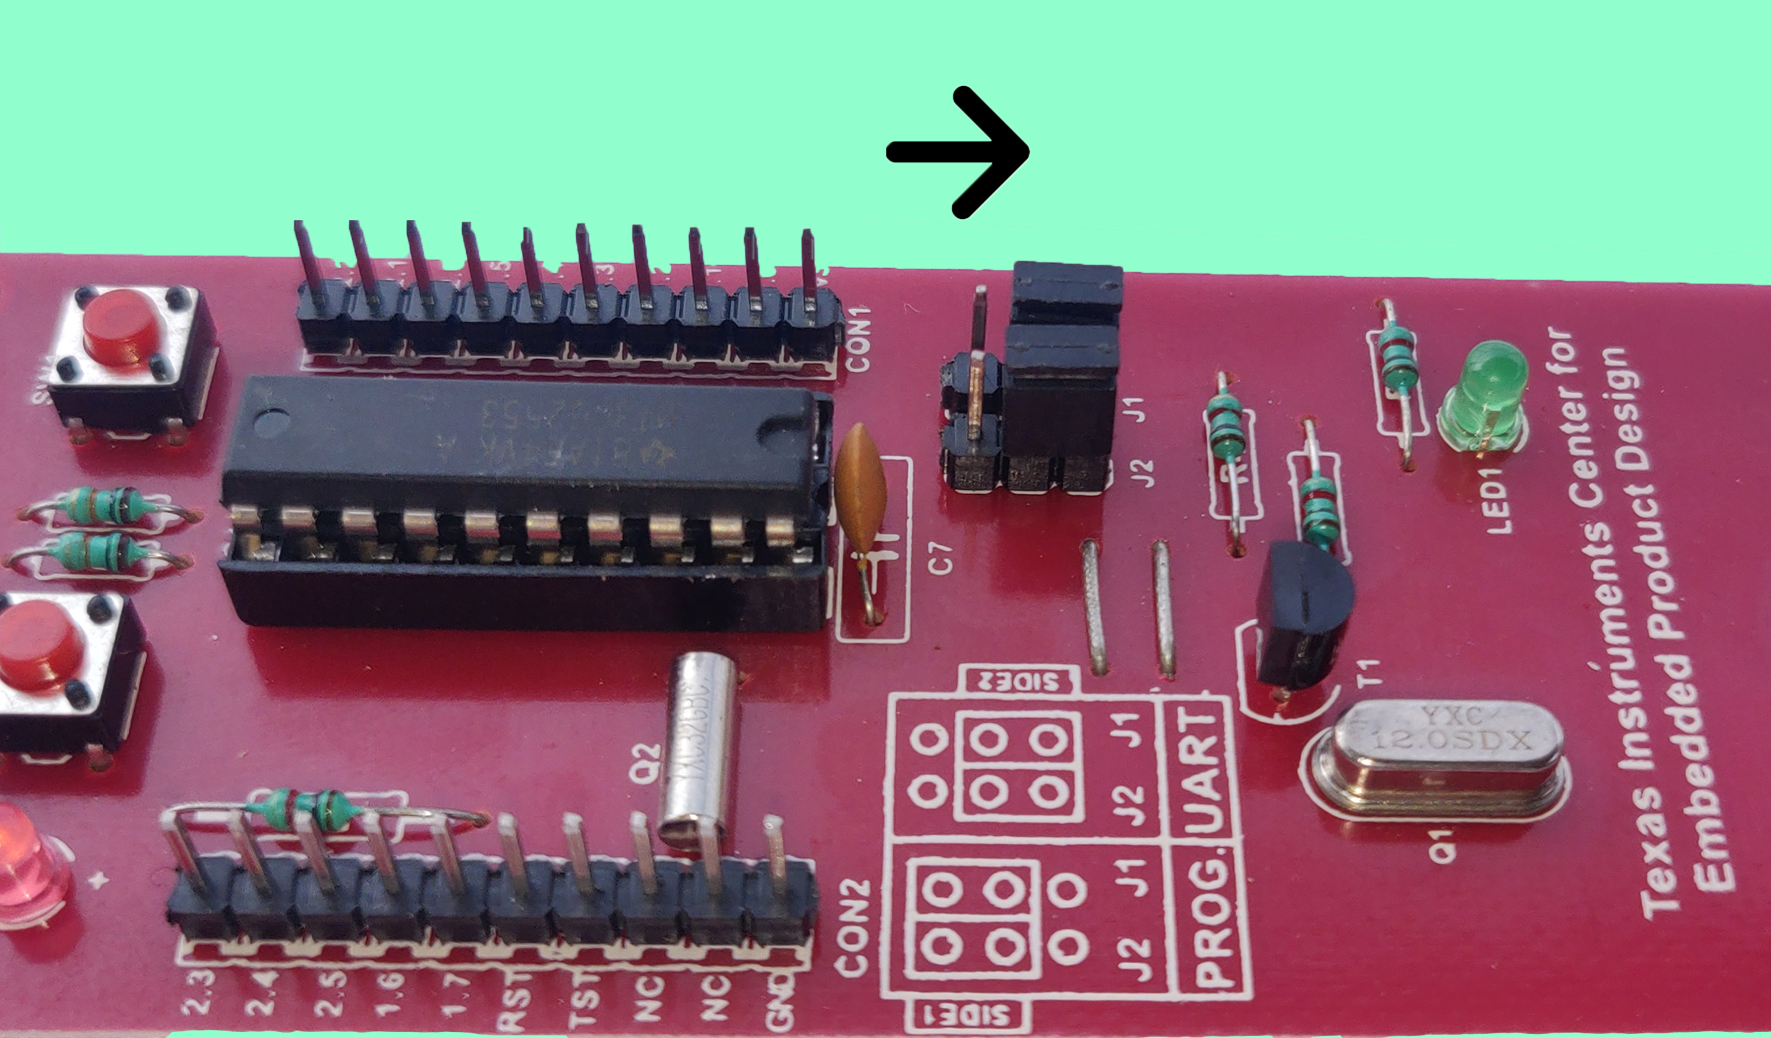 CON1
J1
J2
C7
LED1
T1
Texas Instruments Center for
Embedded Product Design
YXC
12.0SDX
Q1
Q2
SIDE2
J1
J2
UART
J1
J2
PROG.
SIDE1
CON2
2.3
2.4
2.5
1.6
1.7
RST
TST
NC
NC
GND
+